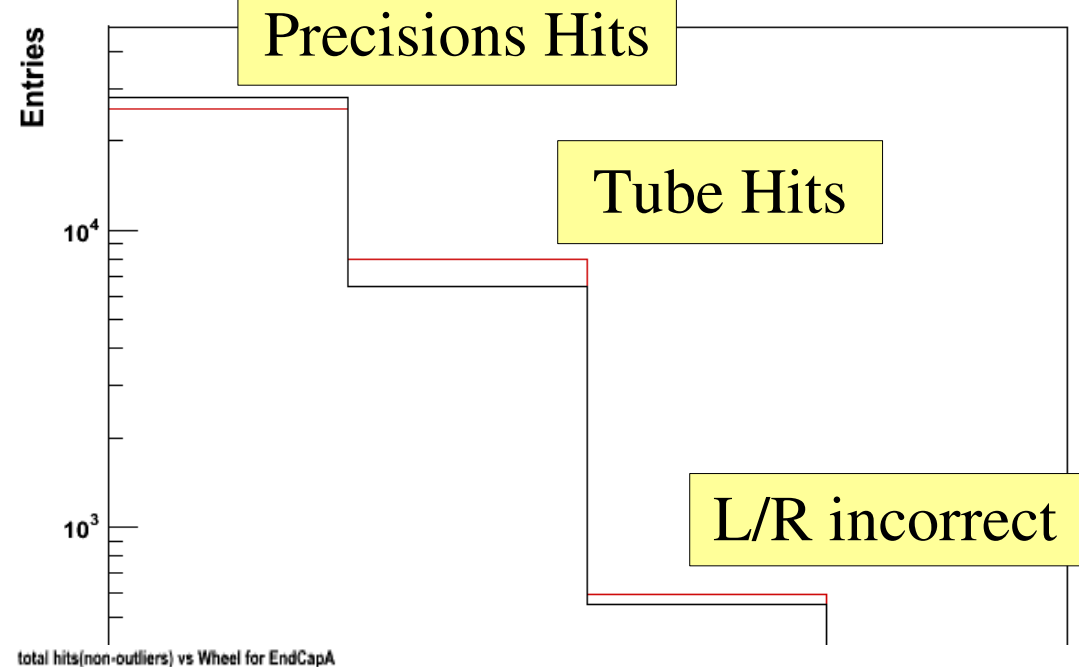 Precisions Hits
Entries
Tube Hits
10^4
L/R incorrect
10^3
total hits(non-outliers) vs Wheel for EndCapA